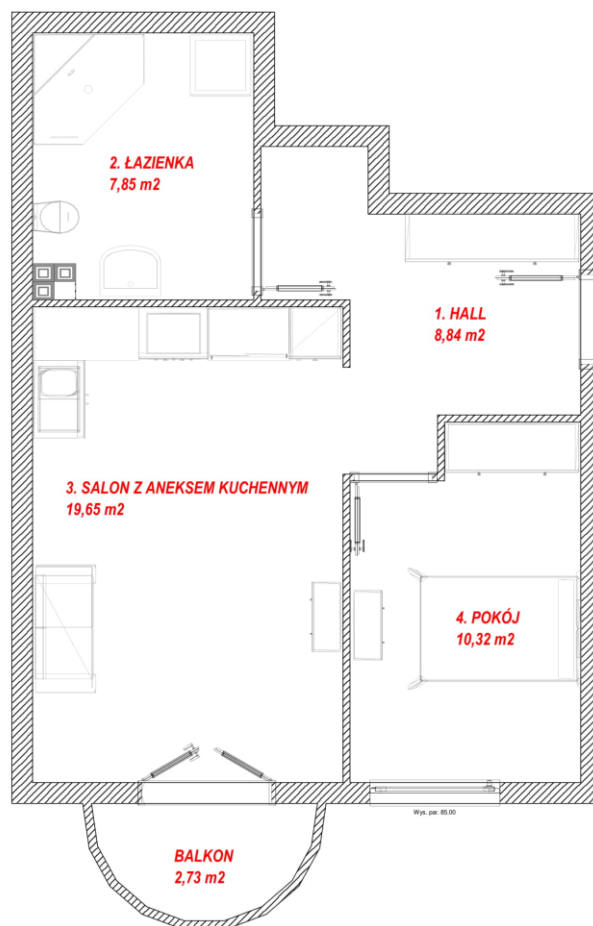 2. ŁAZIENKA
7,85 m2
1. HALL
8,84 m2
3. SALON Z ANEKSEM KUCHENNYM
19,65 m2
4. POKÓJ
10,32 m2
Wys. par. 85.00
BALKON
2,73 m2